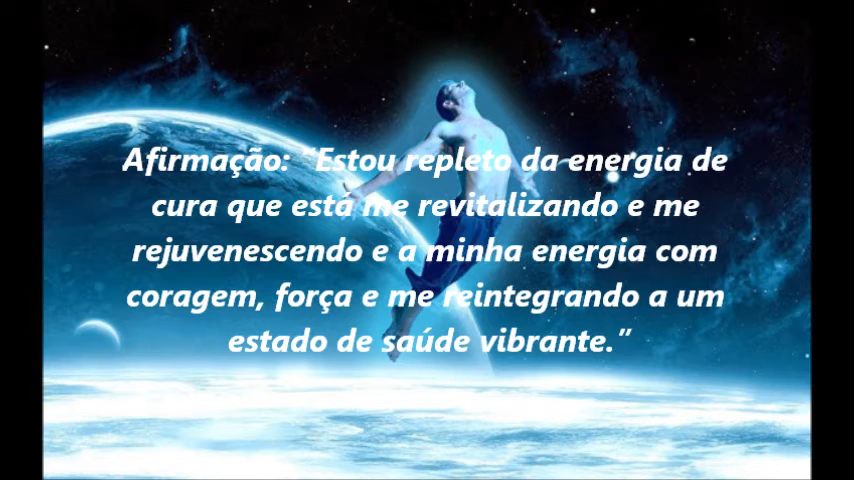 Afirmação: ˝Estou repleto da energia de
cura que está me revitalizando e me
rejuvenescendo e a minha energia com
coragem, força e me reintegrando a um
estado de saúde vibrante.”